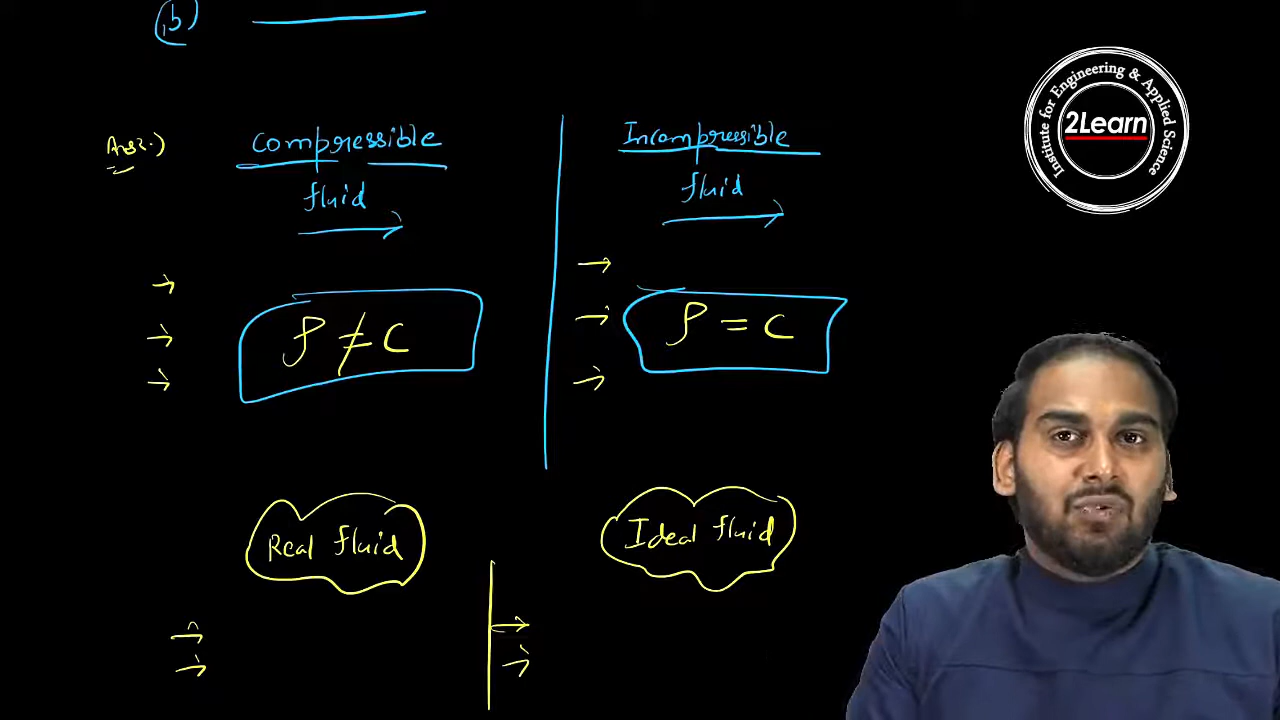 (b)
Ans:)
Compressible
fluid
ρ ≠ C
Incompressible
fluid
ρ = C
Real fluid
Ideal fluid
Institute for Engineering & Applied Science
2Learn